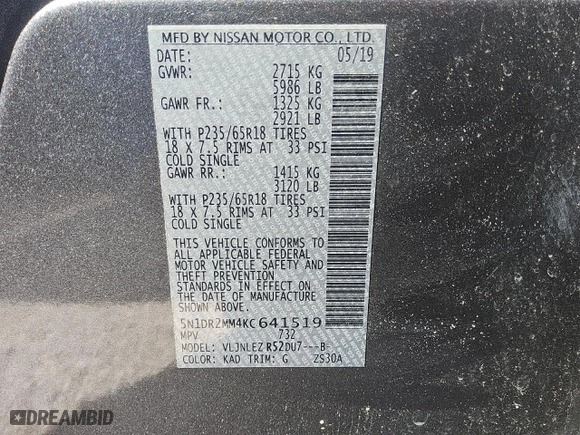 MFD BY NISSAN MOTOR CO., LTD.
DATE: 05/19
GVWR: 2715 KG
5986 LB
GAWR FR.: 1325 KG
2921 LB
WITH P235/65R18 TIRES
18 X 7.5 RIMS AT 33 PSI
COLD SINGLE
GAWR RR.: 1415 KG
3120 LB
WITH P235/65R18 TIRES
18 X 7.5 RIMS AT 33 PSI
COLD SINGLE
THIS VEHICLE CONFORMS TO
ALL APPLICABLE FEDERAL
MOTOR VEHICLE SAFETY AND
THEFT PREVENTION
STANDARDS IN EFFECT ON
THE DATE OF MANUFACTURE
SHOWN ABOVE.
5N1DR2MM4KC641519
MPV 732
MODEL: VLJNLEZ R52DU7---B-
COLOR: KAD TRIM: G ZS30A
DREAMBID